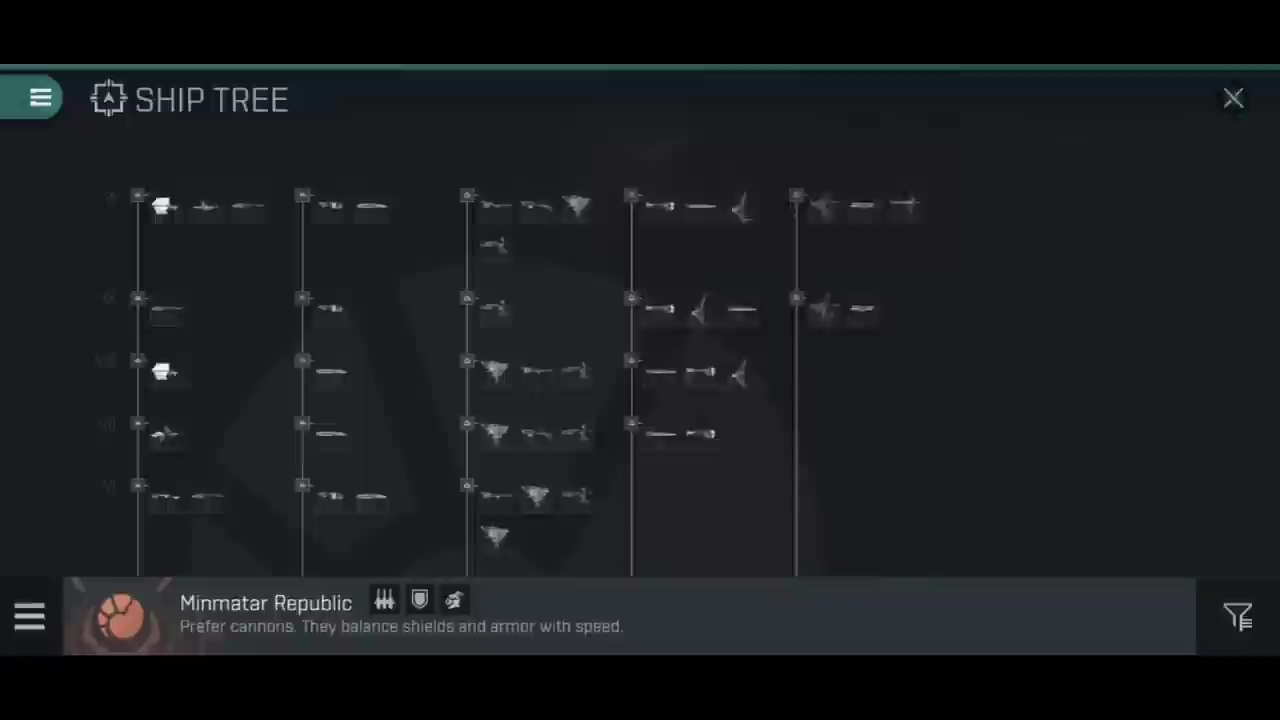 SHIP TREE
Minmatar Republic
Prefer cannons. They balance shields and armor with speed.